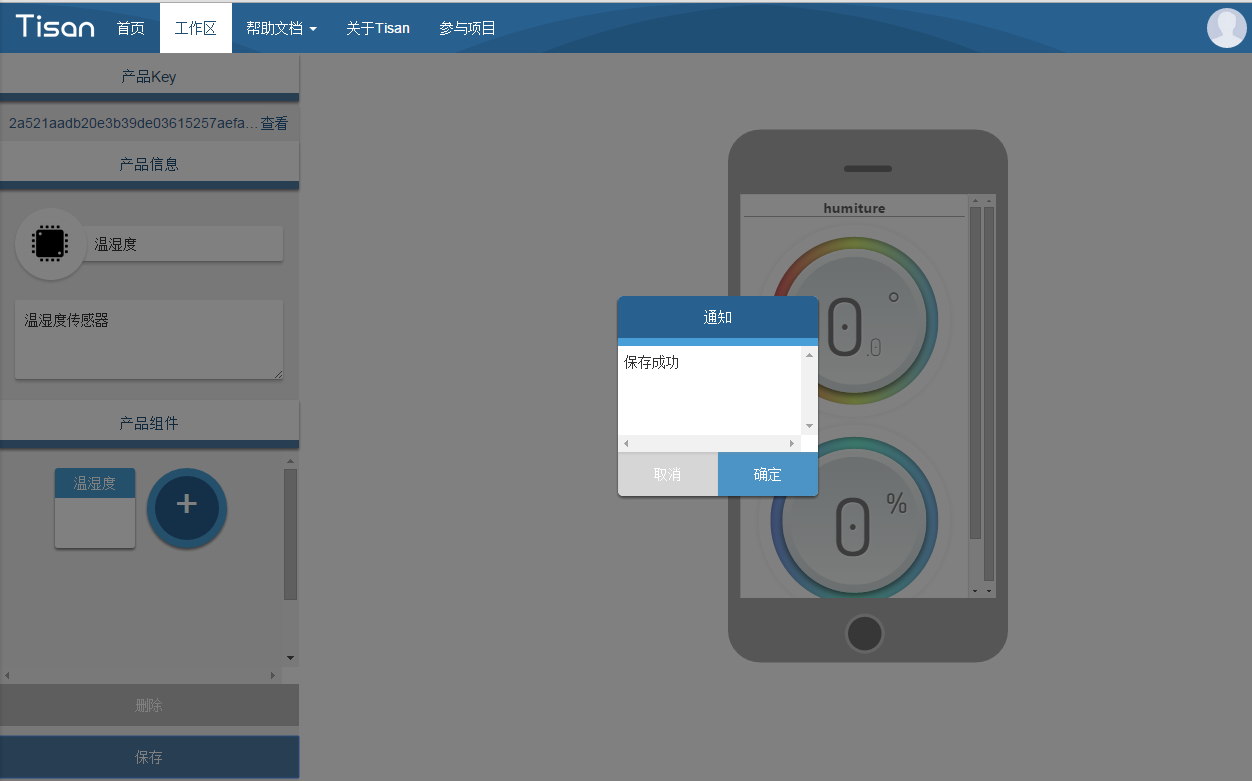 Tisan 首页 工作区 帮助文档 关于Tisan 参与项目
产品Key
2a521aadb20e3b39de03615257aefa... 查看
产品信息
温湿度
温湿度传感器
产品组件
温湿度
+
删除
保存
humiture
0.0 °
0 %
通知
保存成功
取消 确定